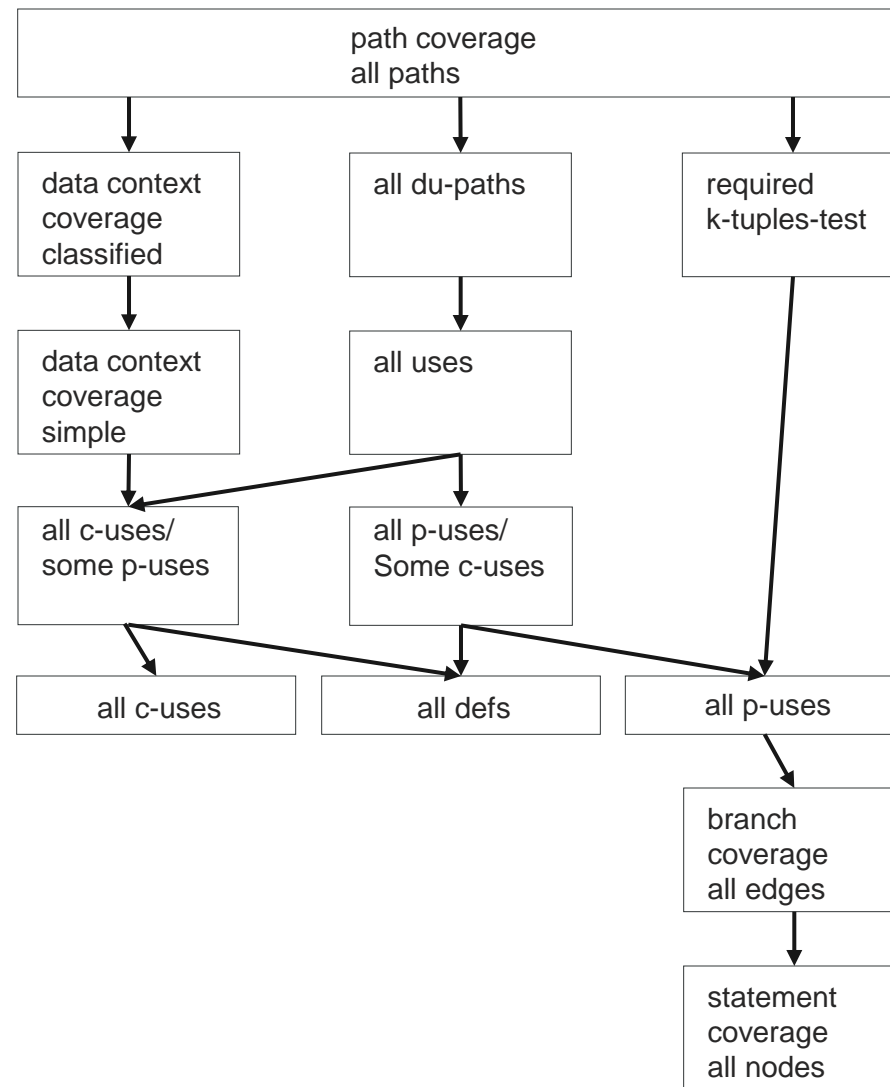 path coverage
all paths
data context
coverage
classified
all du-paths
required
k-tuples-test
data context
coverage
simple
all uses
all c-uses/
some p-uses
all p-uses/
Some c-uses
all c-uses
all defs
all p-uses
branch
coverage
all edges
statement
coverage
all nodes